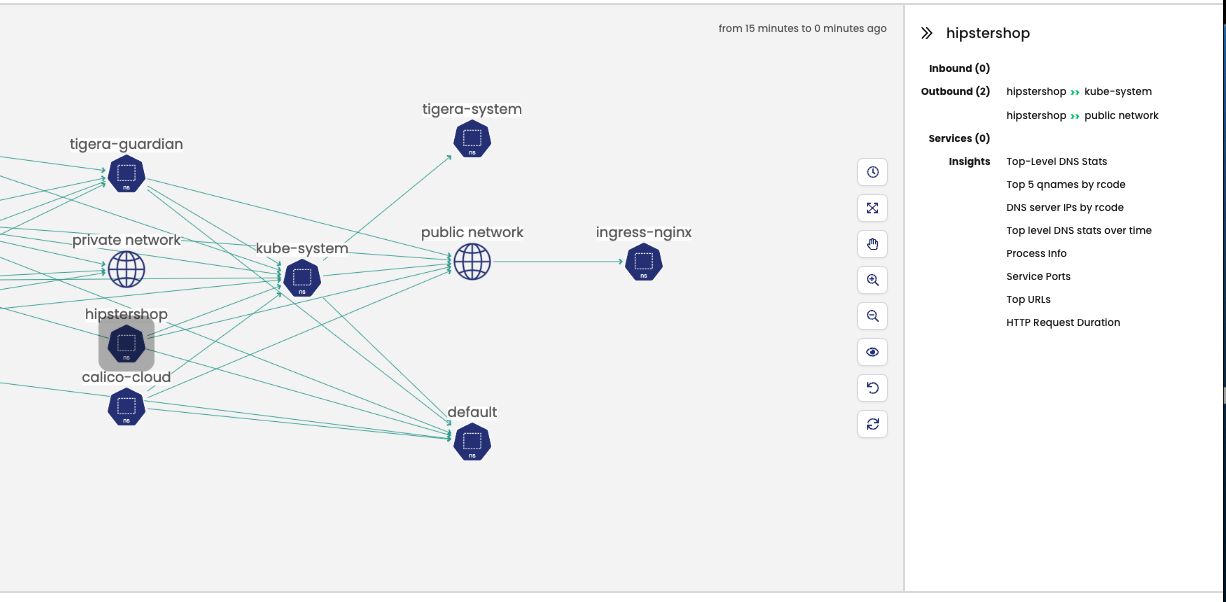 from 15 minutes to 0 minutes ago
tigera-system
tigera-guardian
ns
ns
private network
kube-system
public network
ingress-nginx
ns
ns
hipstershop
ns
calico-cloud
ns
default
ns
hipstershop
Inbound (0)
Outbound (2) hipstershop >> kube-system
hipstershop >> public network
Services (0)
Insights Top-Level DNS Stats
Top 5 qnames by rcode
DNS server IPs by rcode
Top level DNS stats over time
Process Info
Service Ports
Top URLs
HTTP Request Duration